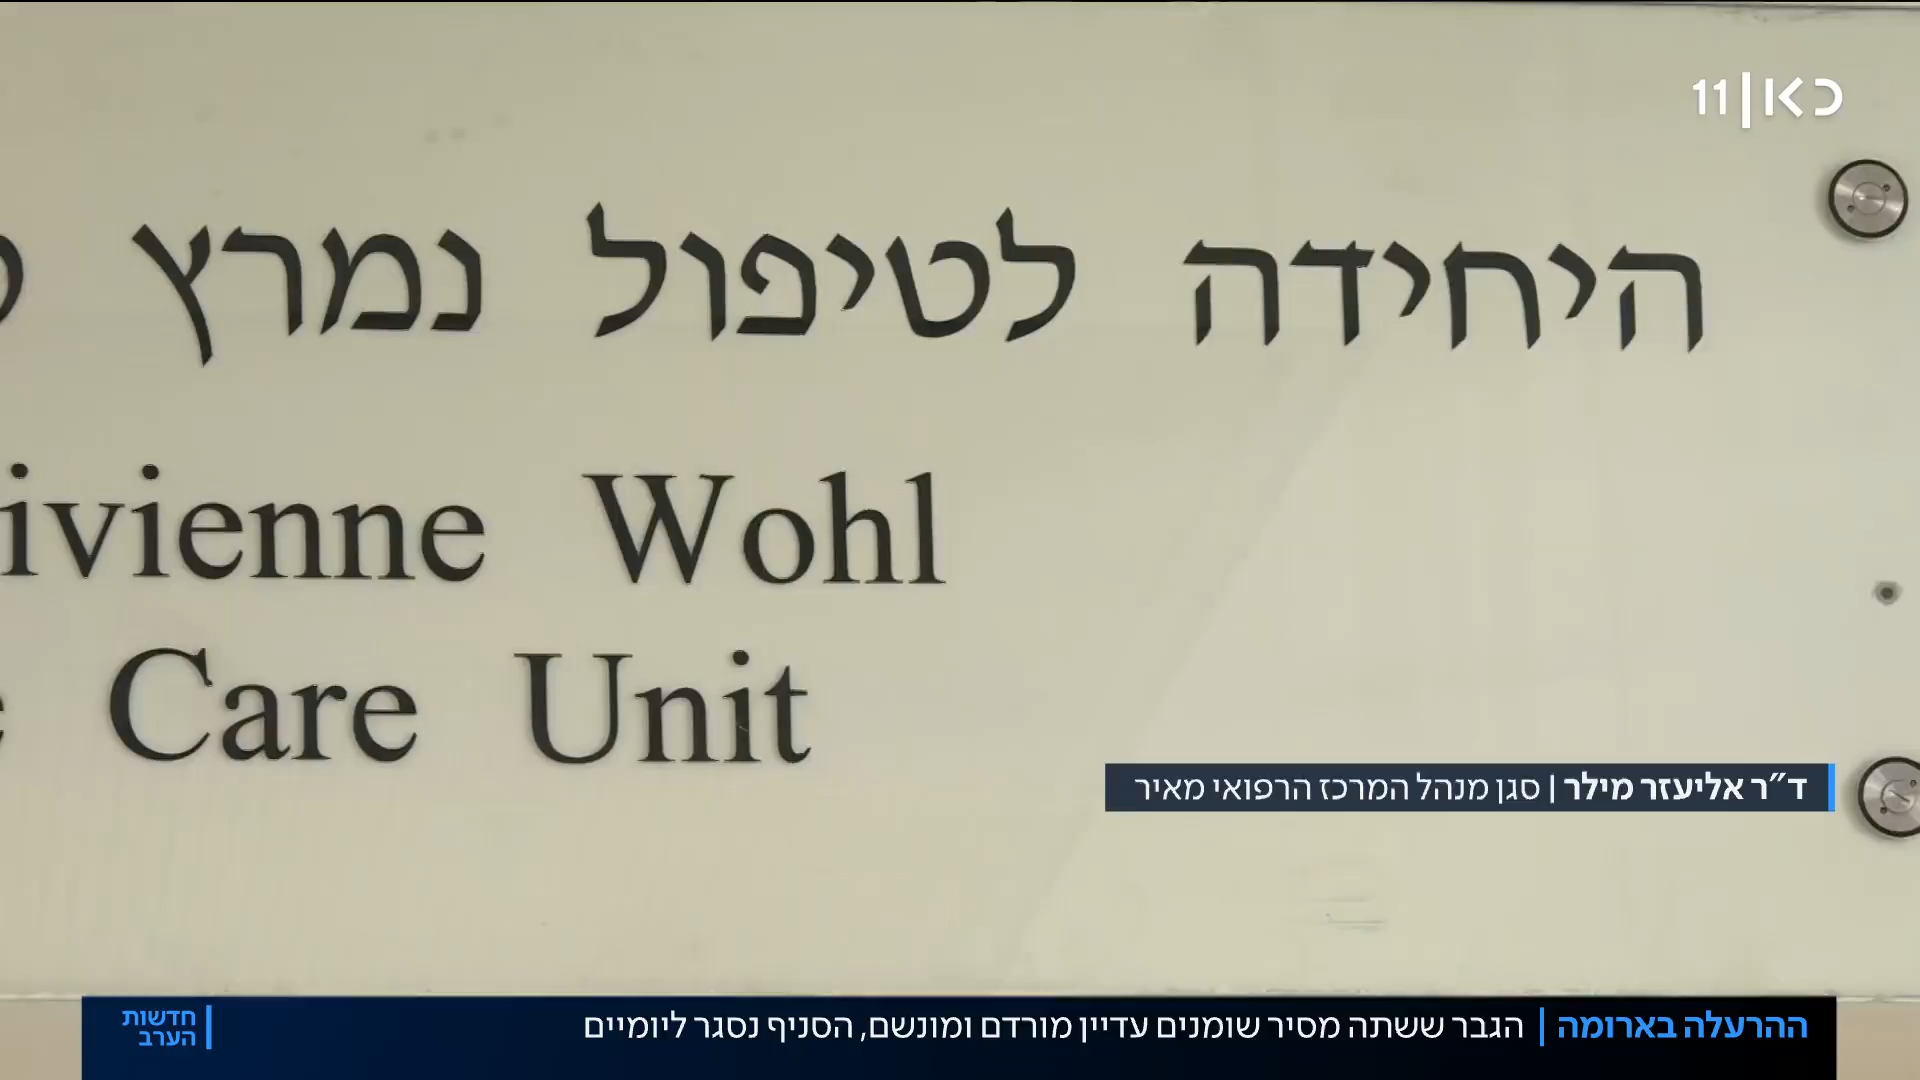 כאן 11
היחידה לטיפול נמרץ
Wohl
Care Unit
ד״ר אליעזר מילר | סגן מנהל המרכז הרפואי מאיר
ההרעלה בארומה | הגבר ששתה מסיר שומנים עדיין מורדם ומונשם, הסניף נסגר ליומיים
חדשות
הערב